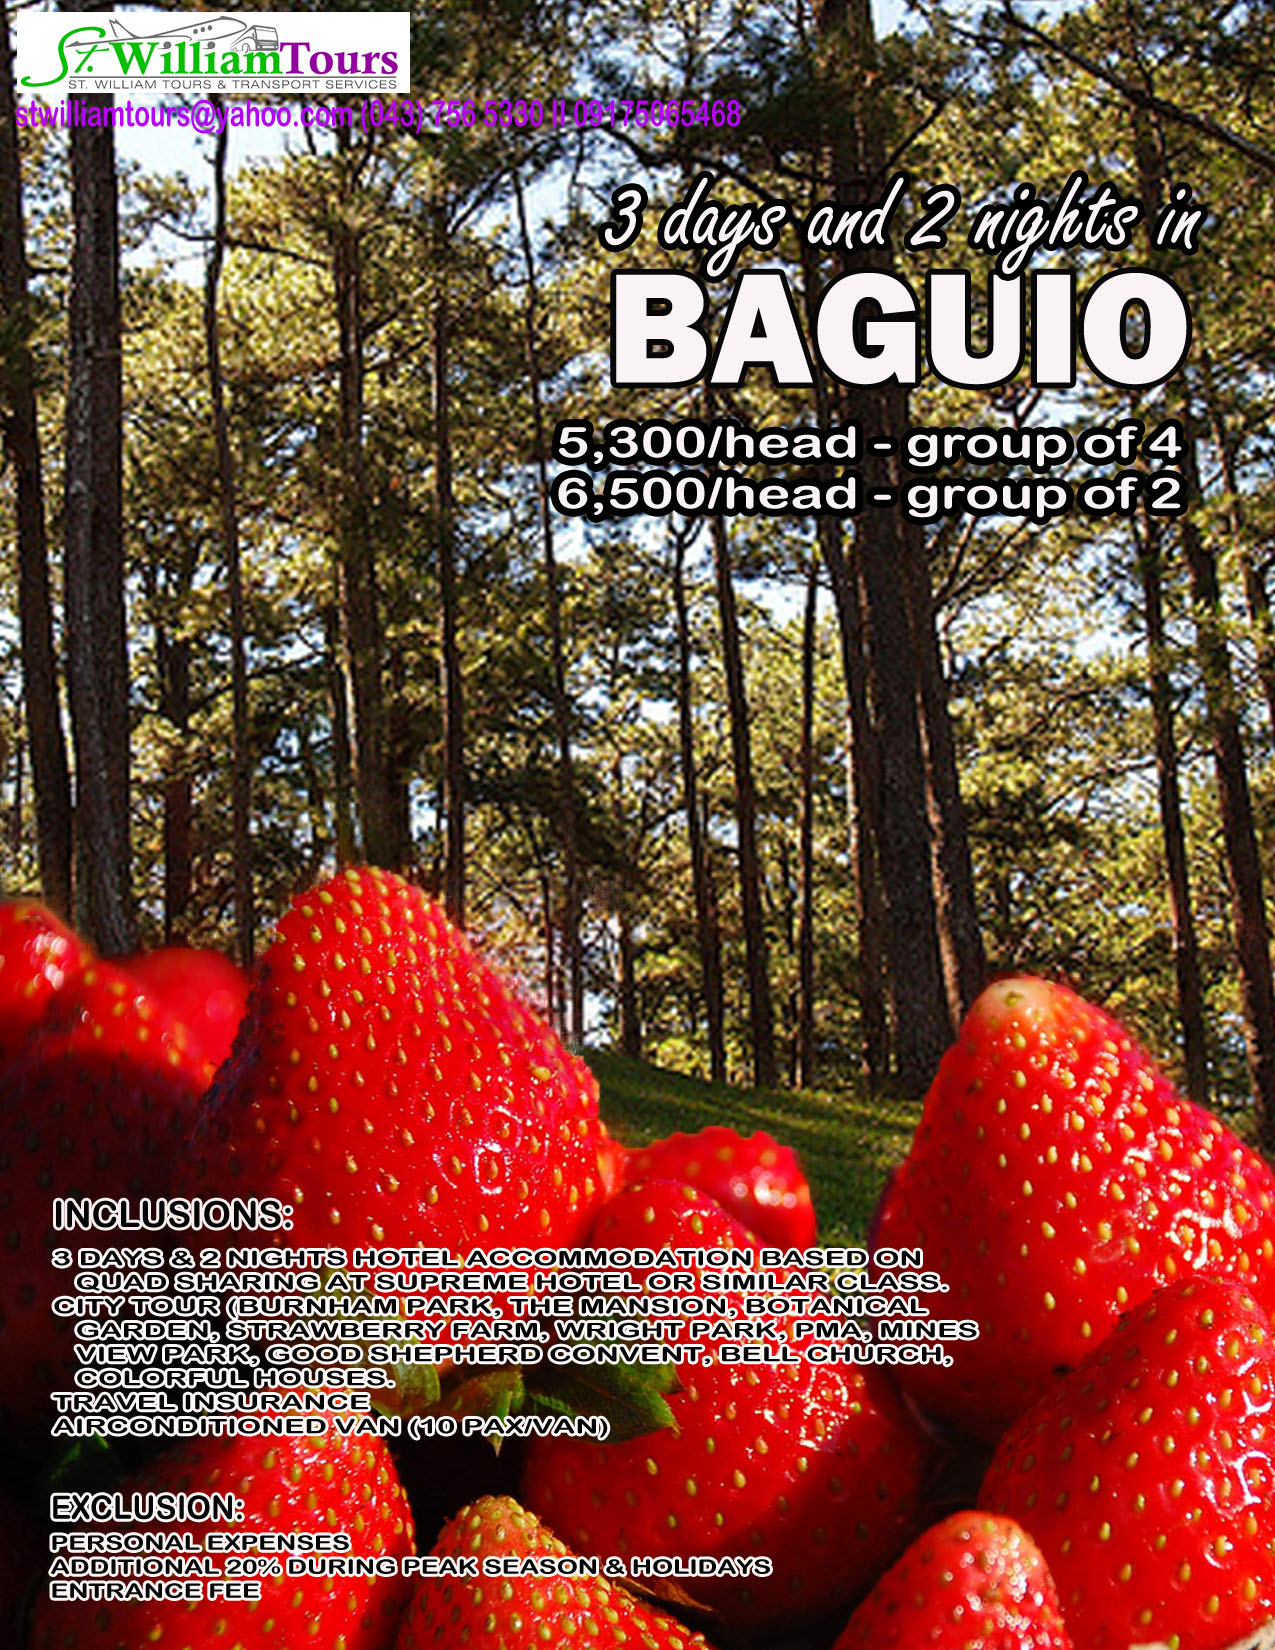 St. William Tours
ST. WILLIAM TOURS & TRANSPORT SERVICES
stwilliamtours@yahoo.com (043) 756 5330 II 09175065468
3 days and 2 nights in
BAGUIO
5,300/head - group of 4
6,500/head - group of 2
INCLUSIONS:
3 DAYS & 2 NIGHTS HOTEL ACCOMMODATION BASED ON
QUAD SHARING AT SUPREME HOTEL OR SIMILAR CLASS.
CITY TOUR (BURNHAM PARK, THE MANSION, BOTANICAL
GARDEN, STRAWBERRY FARM, WRIGHT PARK, PMA, MINES
VIEW PARK, GOOD SHEPHERD CONVENT, BELL CHURCH,
COLORFUL HOUSES.
TRAVEL INSURANCE
AIRCONDITIONED VAN (10 PAX/VAN)
EXCLUSION:
PERSONAL EXPENSES
ADDITIONAL 20% DURING PEAK SEASON & HOLIDAYS
ENTRANCE FEE